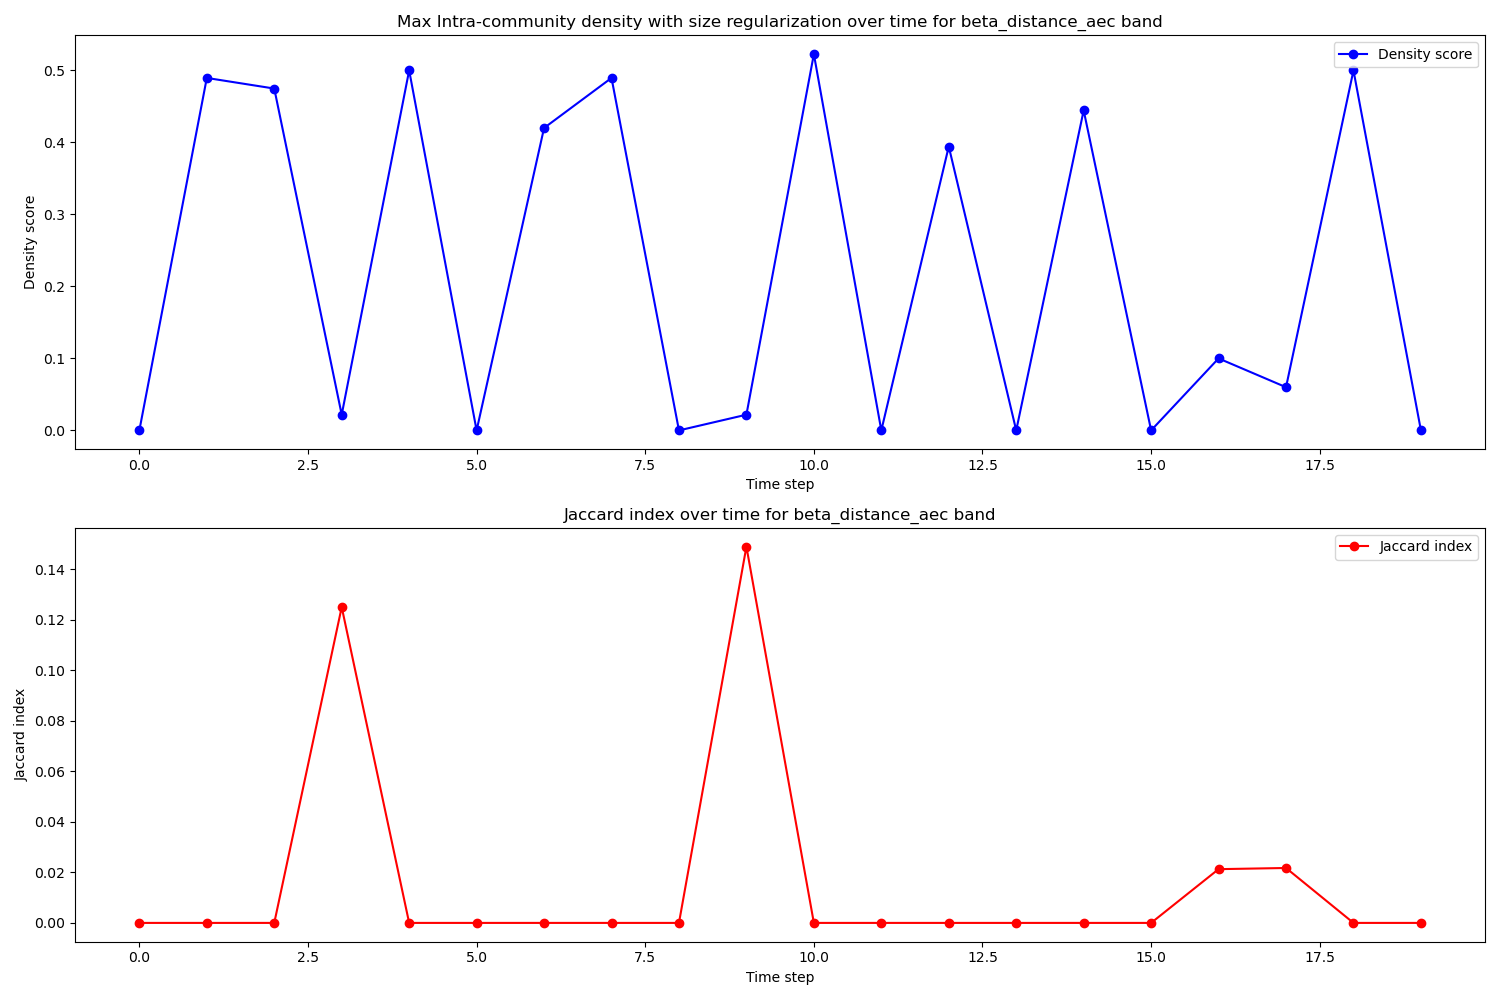 Max Intra-community density with size regularization over time for beta_distance_aec band
Density score
0.5
0.4
0.3
0.2
0.1
0.0
Density score
0.0 2.5 5.0 7.5 10.0 12.5 15.0 17.5
Time step
Jaccard index over time for beta_distance_aec band
Jaccard index
0.14
0.12
0.10
0.08
0.06
0.04
0.02
0.00
Jaccard index
0.0 2.5 5.0 7.5 10.0 12.5 15.0 17.5
Time step